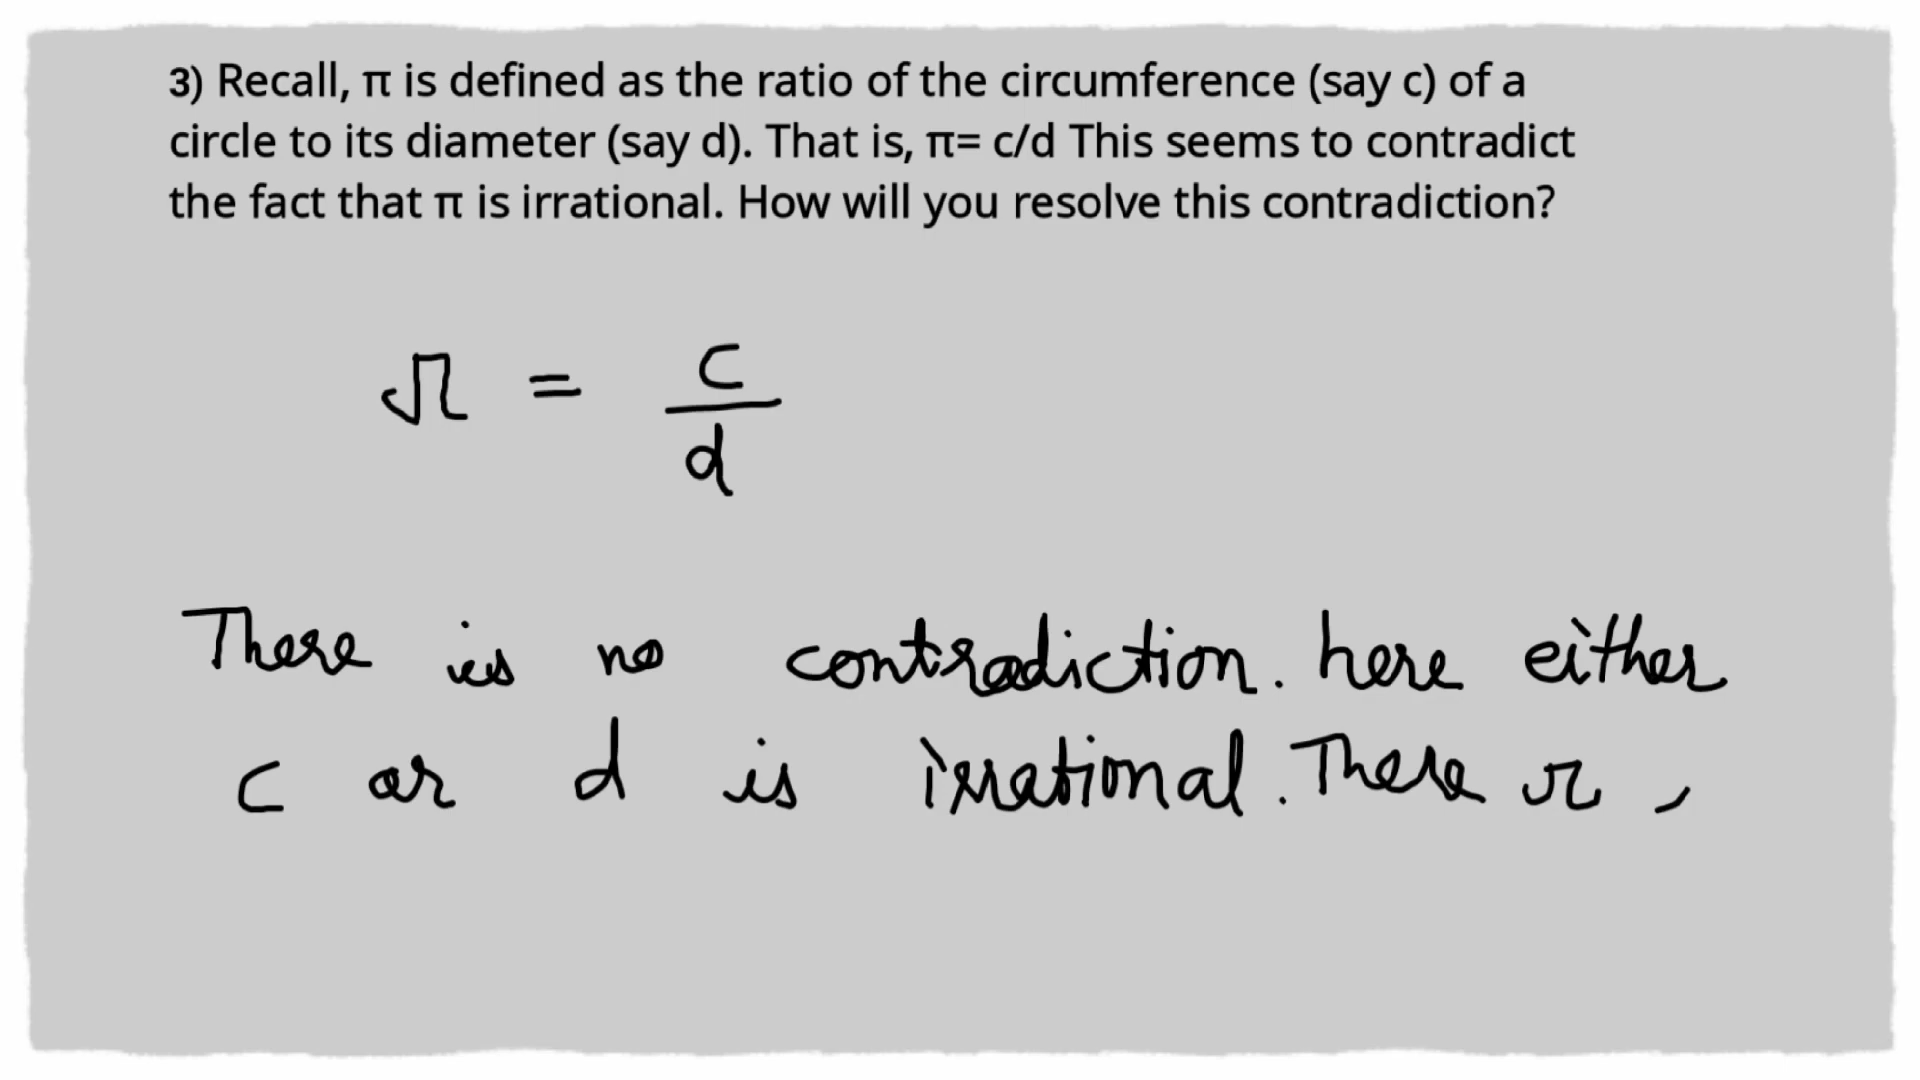 3) Recall, π is defined as the ratio of the circumference (say c) of a
circle to its diameter (say d). That is, π= c/d This seems to contradict
the fact that π is irrational. How will you resolve this contradiction?
π = c/d
There is no contradiction. here either
c or d is irrational. There π